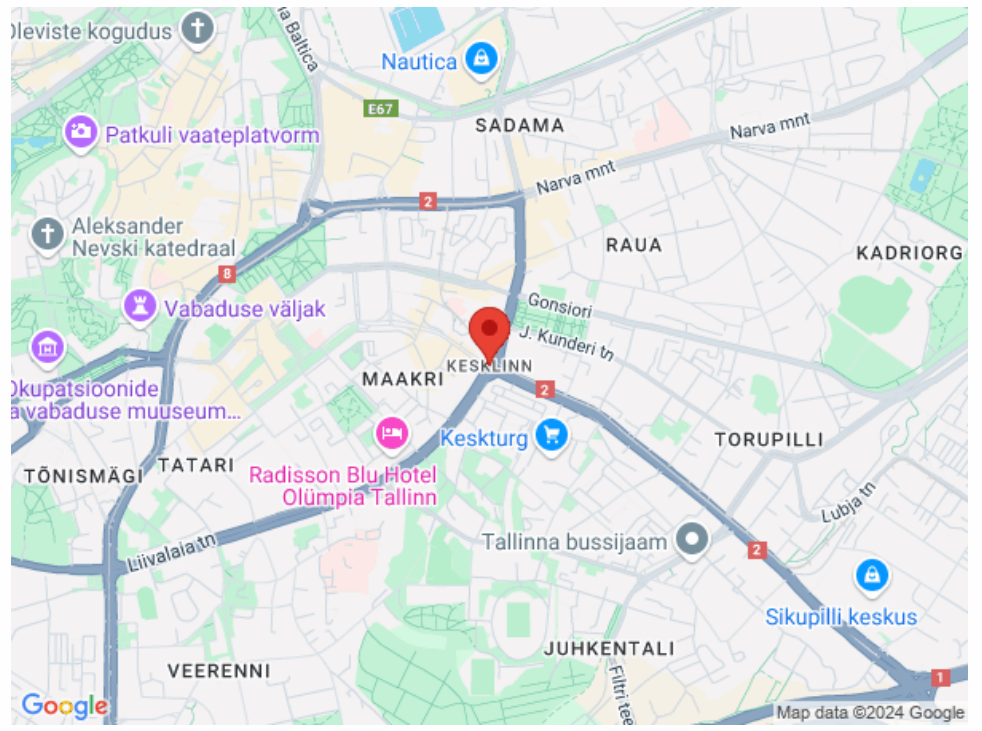 Oleviste kogudus
a Baltica
Nautica
E67
SADAMA
Narva mnt
Patkuli vaateplatvorm
Narva mnt
2
Aleksander
Nevski katedraal
RAUA
KADRIORG
8
Vabaduse väljak
Gonsiori
J. Kunderi tn
KESKLINN
MAAKRI
Okupatsioonide
a vabaduse muuseum...
2
Keskturg
TORUPILLI
TÕNISMÄGI
TATARI
Radisson Blu Hotel
Olümpia Tallinn
Lubja tn
Liivalaia tn
Tallinna bussijaam
2
Sikupilli keskus
JUHKENTALI
VEERENNI
Filtri tee
1
Google
Map data ©2024 Google